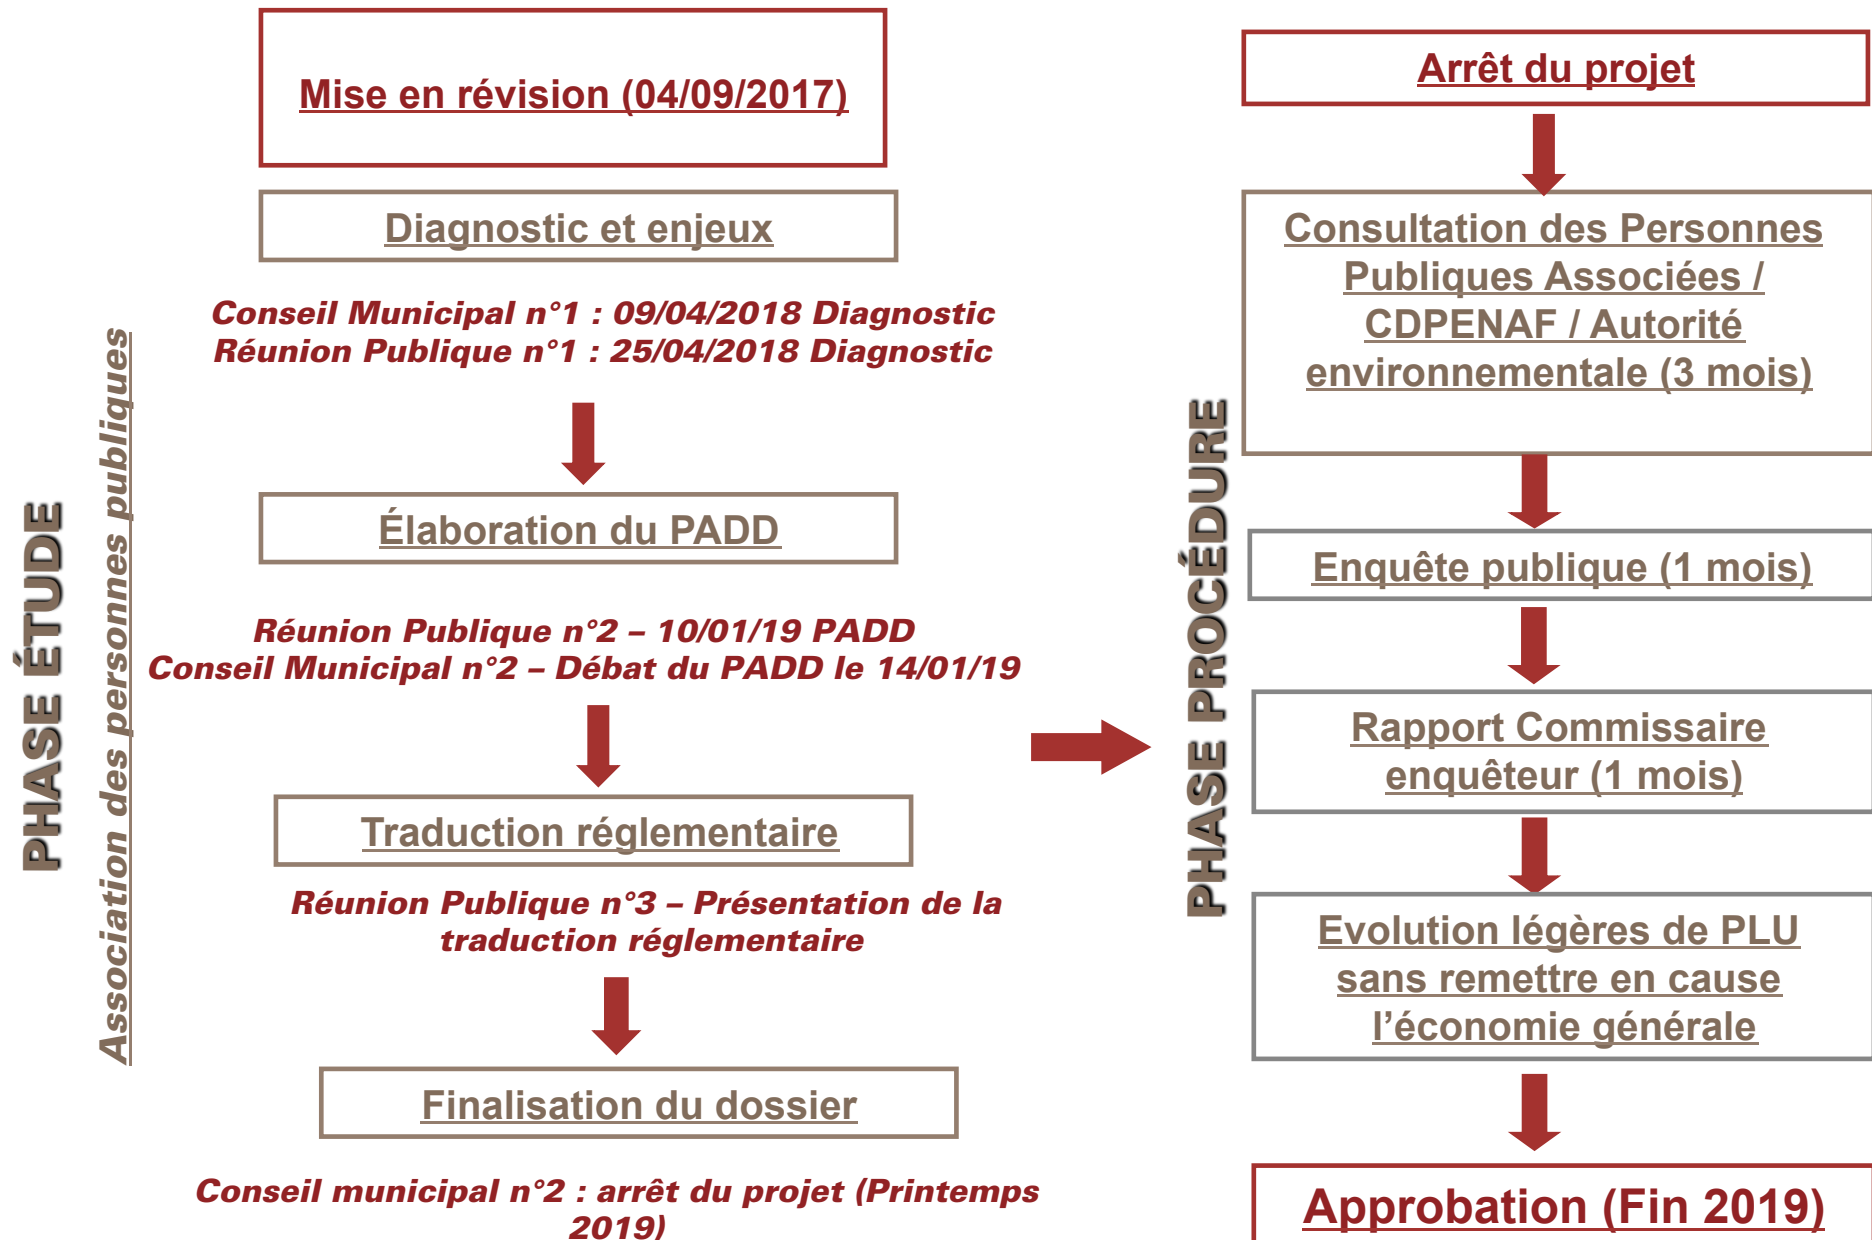 PHASE ÉTUDE
Association des personnes publiques
Mise en révision (04/09/2017)
Diagnostic et enjeux
Conseil Municipal n°1 : 09/04/2018 Diagnostic
Réunion Publique n°1 : 25/04/2018 Diagnostic
Élaboration du PADD
Réunion Publique n°2 – 10/01/19 PADD
Conseil Municipal n°2 – Débat du PADD le 14/01/19
Traduction réglementaire
Réunion Publique n°3 – Présentation de la
traduction réglementaire
Finalisation du dossier
Conseil municipal n°2 : arrêt du projet (Printemps
2019)
PHASE PROCÉDURE
Arrêt du projet
Consultation des Personnes
Publiques Associées /
CDPENAF / Autorité
environnementale (3 mois)
Enquête publique (1 mois)
Rapport Commissaire
enquêteur (1 mois)
Evolution légères de PLU
sans remettre en cause
l’économie générale
Approbation (Fin 2019)